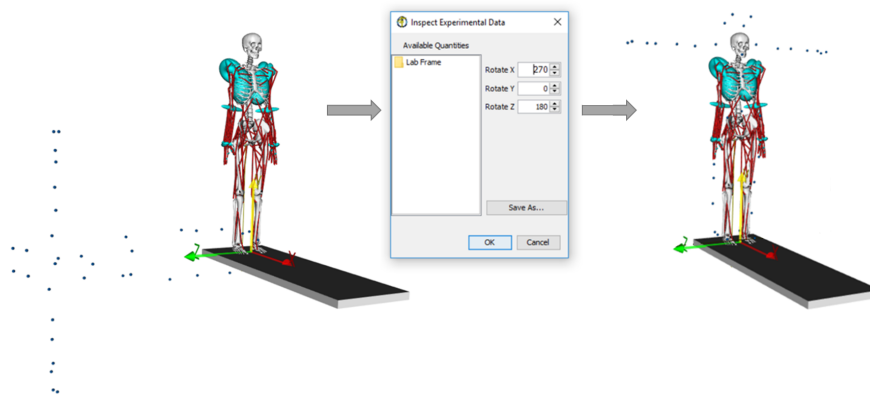 Inspect Experimental Data
Available Quantities
Lab Frame
Rotate X 270
Rotate Y 0
Rotate Z 180
Save As...
OK
Cancel